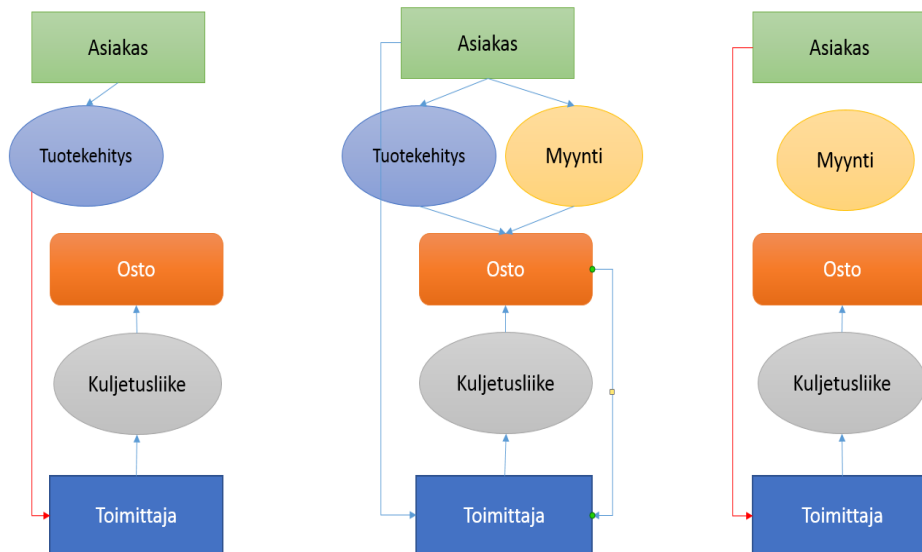 Asiakas
Tuotekehitys
Osto
Kuljetusliike
Toimittaja
Asiakas
Tuotekehitys
Myynti
Osto
Kuljetusliike
Toimittaja
Asiakas
Myynti
Osto
Kuljetusliike
Toimittaja